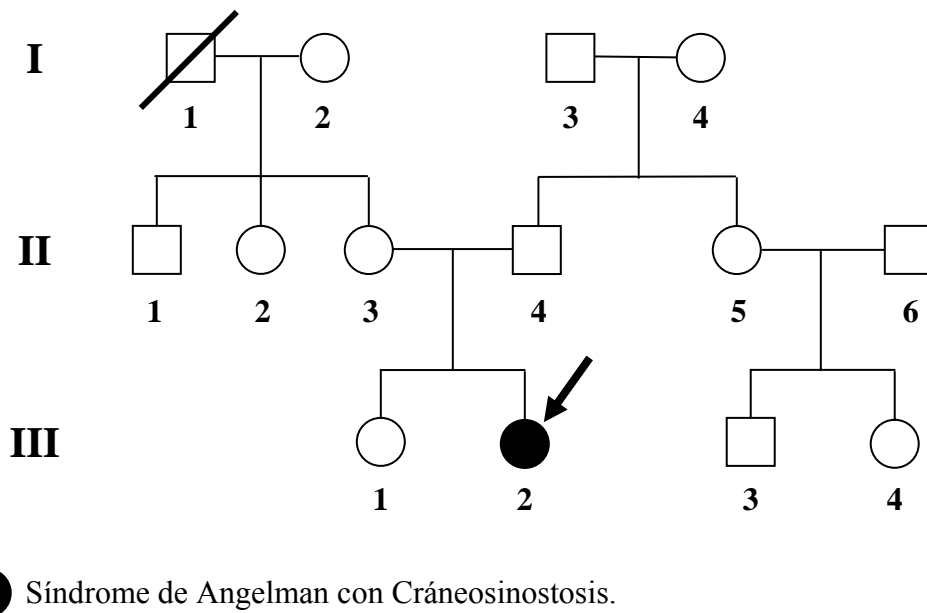 I
1 2 3 4
II
1 2 3 4 5 6
III
1 2 3 4
Síndrome de Angelman con Cráneosinostosis.